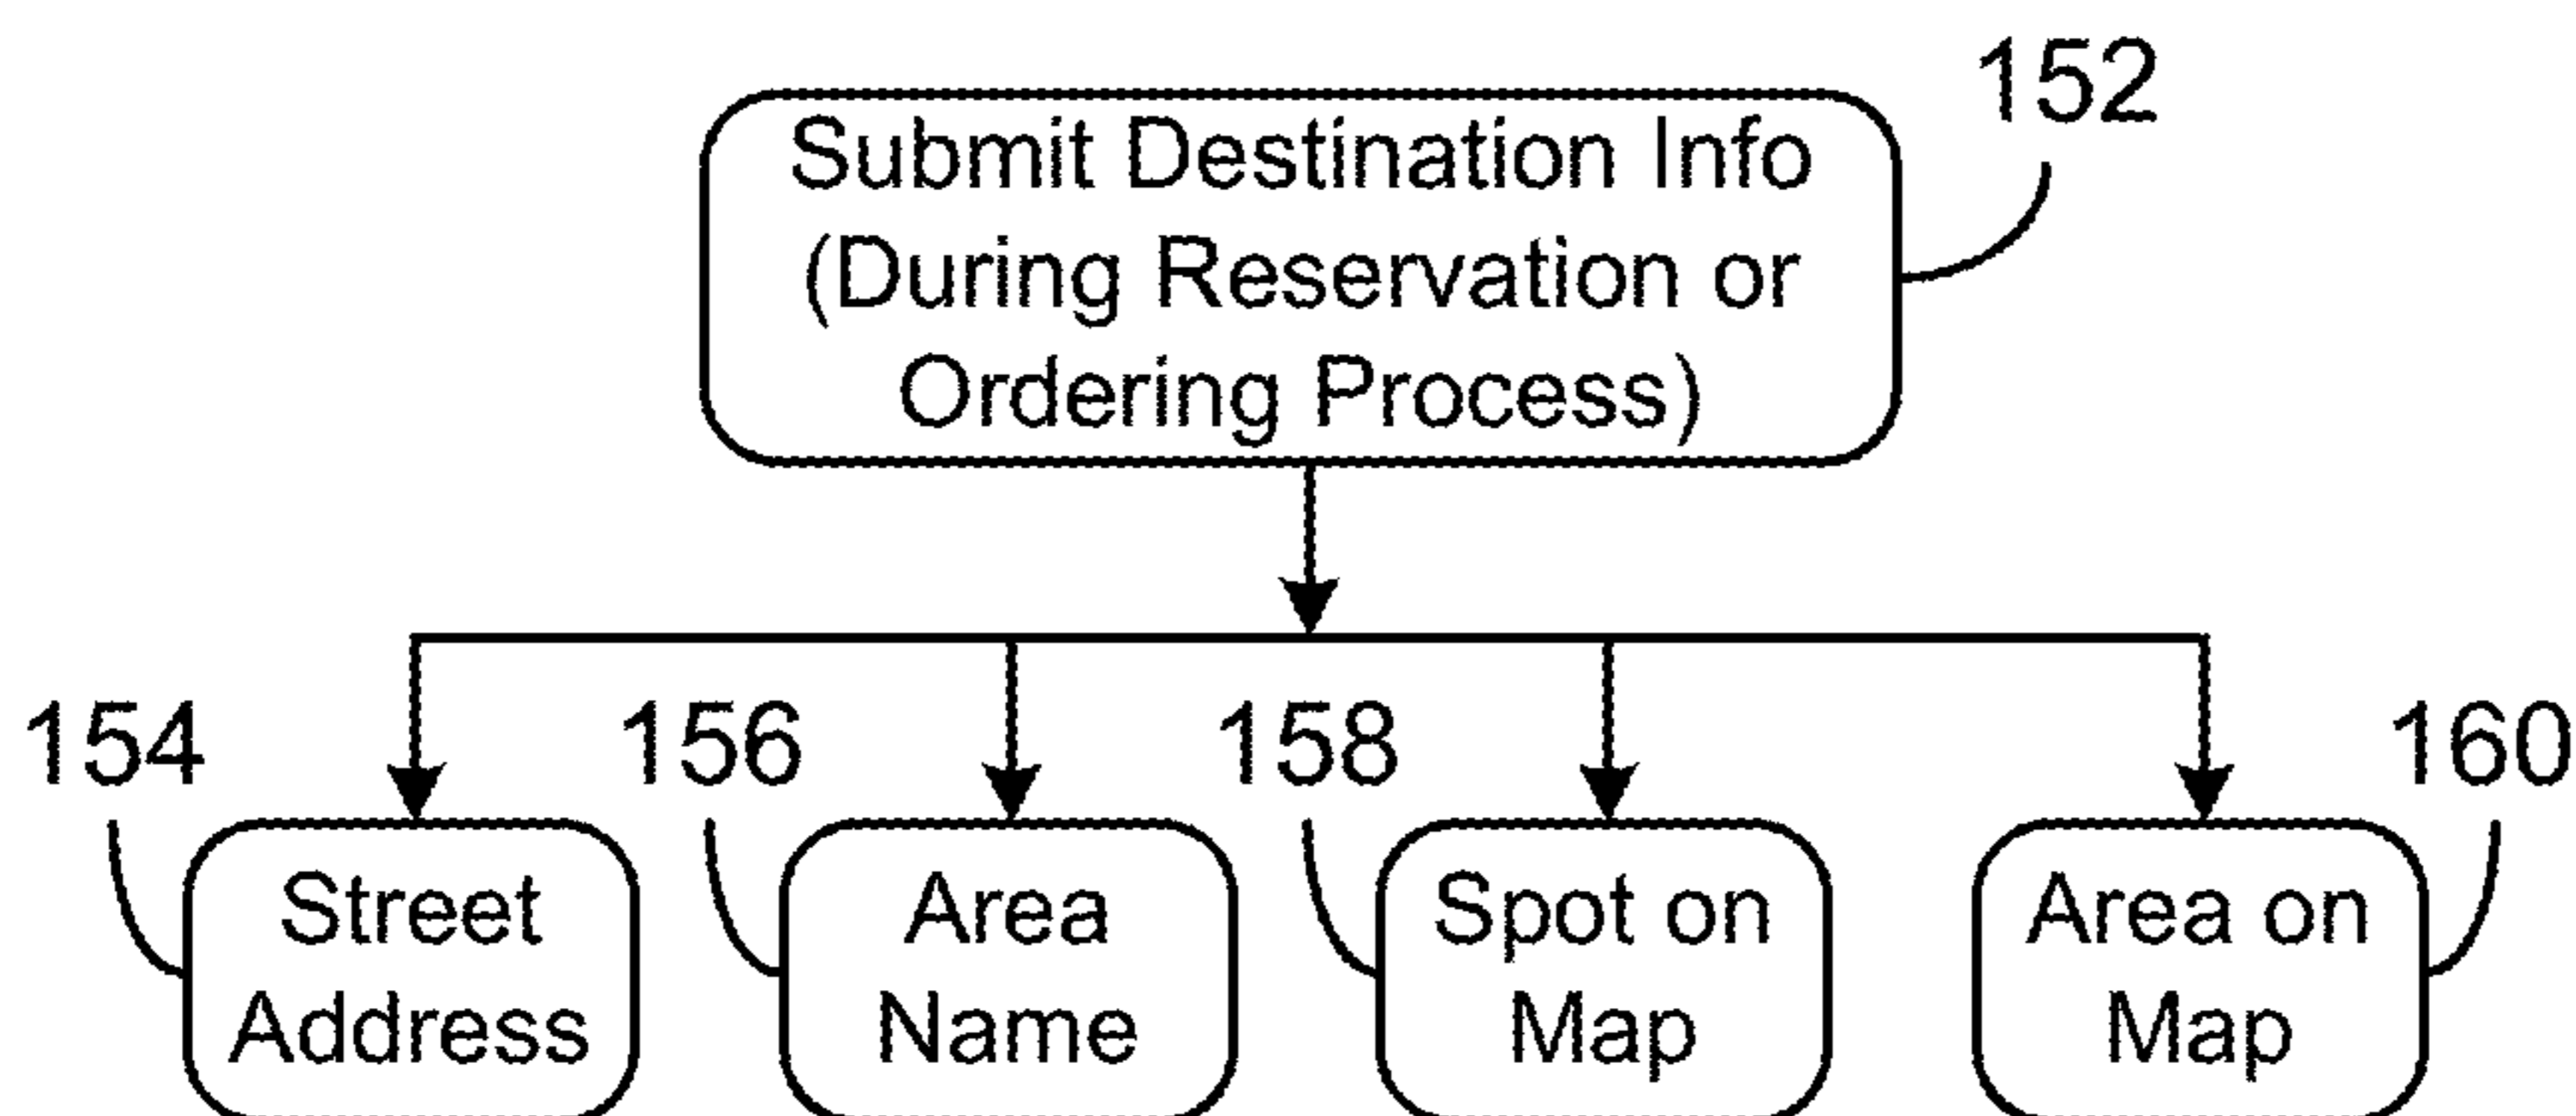 152
Submit Destination Info
(During Reservation or
Ordering Process)
154
156
158
160
Street
Address
Area
Name
Spot on
Map
Area on
Map